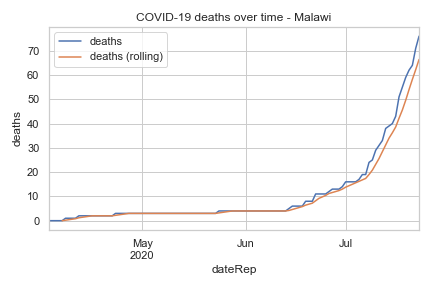 COVID-19 deaths over time - Malawi
deaths
deaths (rolling)
70
60
50
40
30
20
10
0
deaths
May
2020
Jun
Jul
dateRep